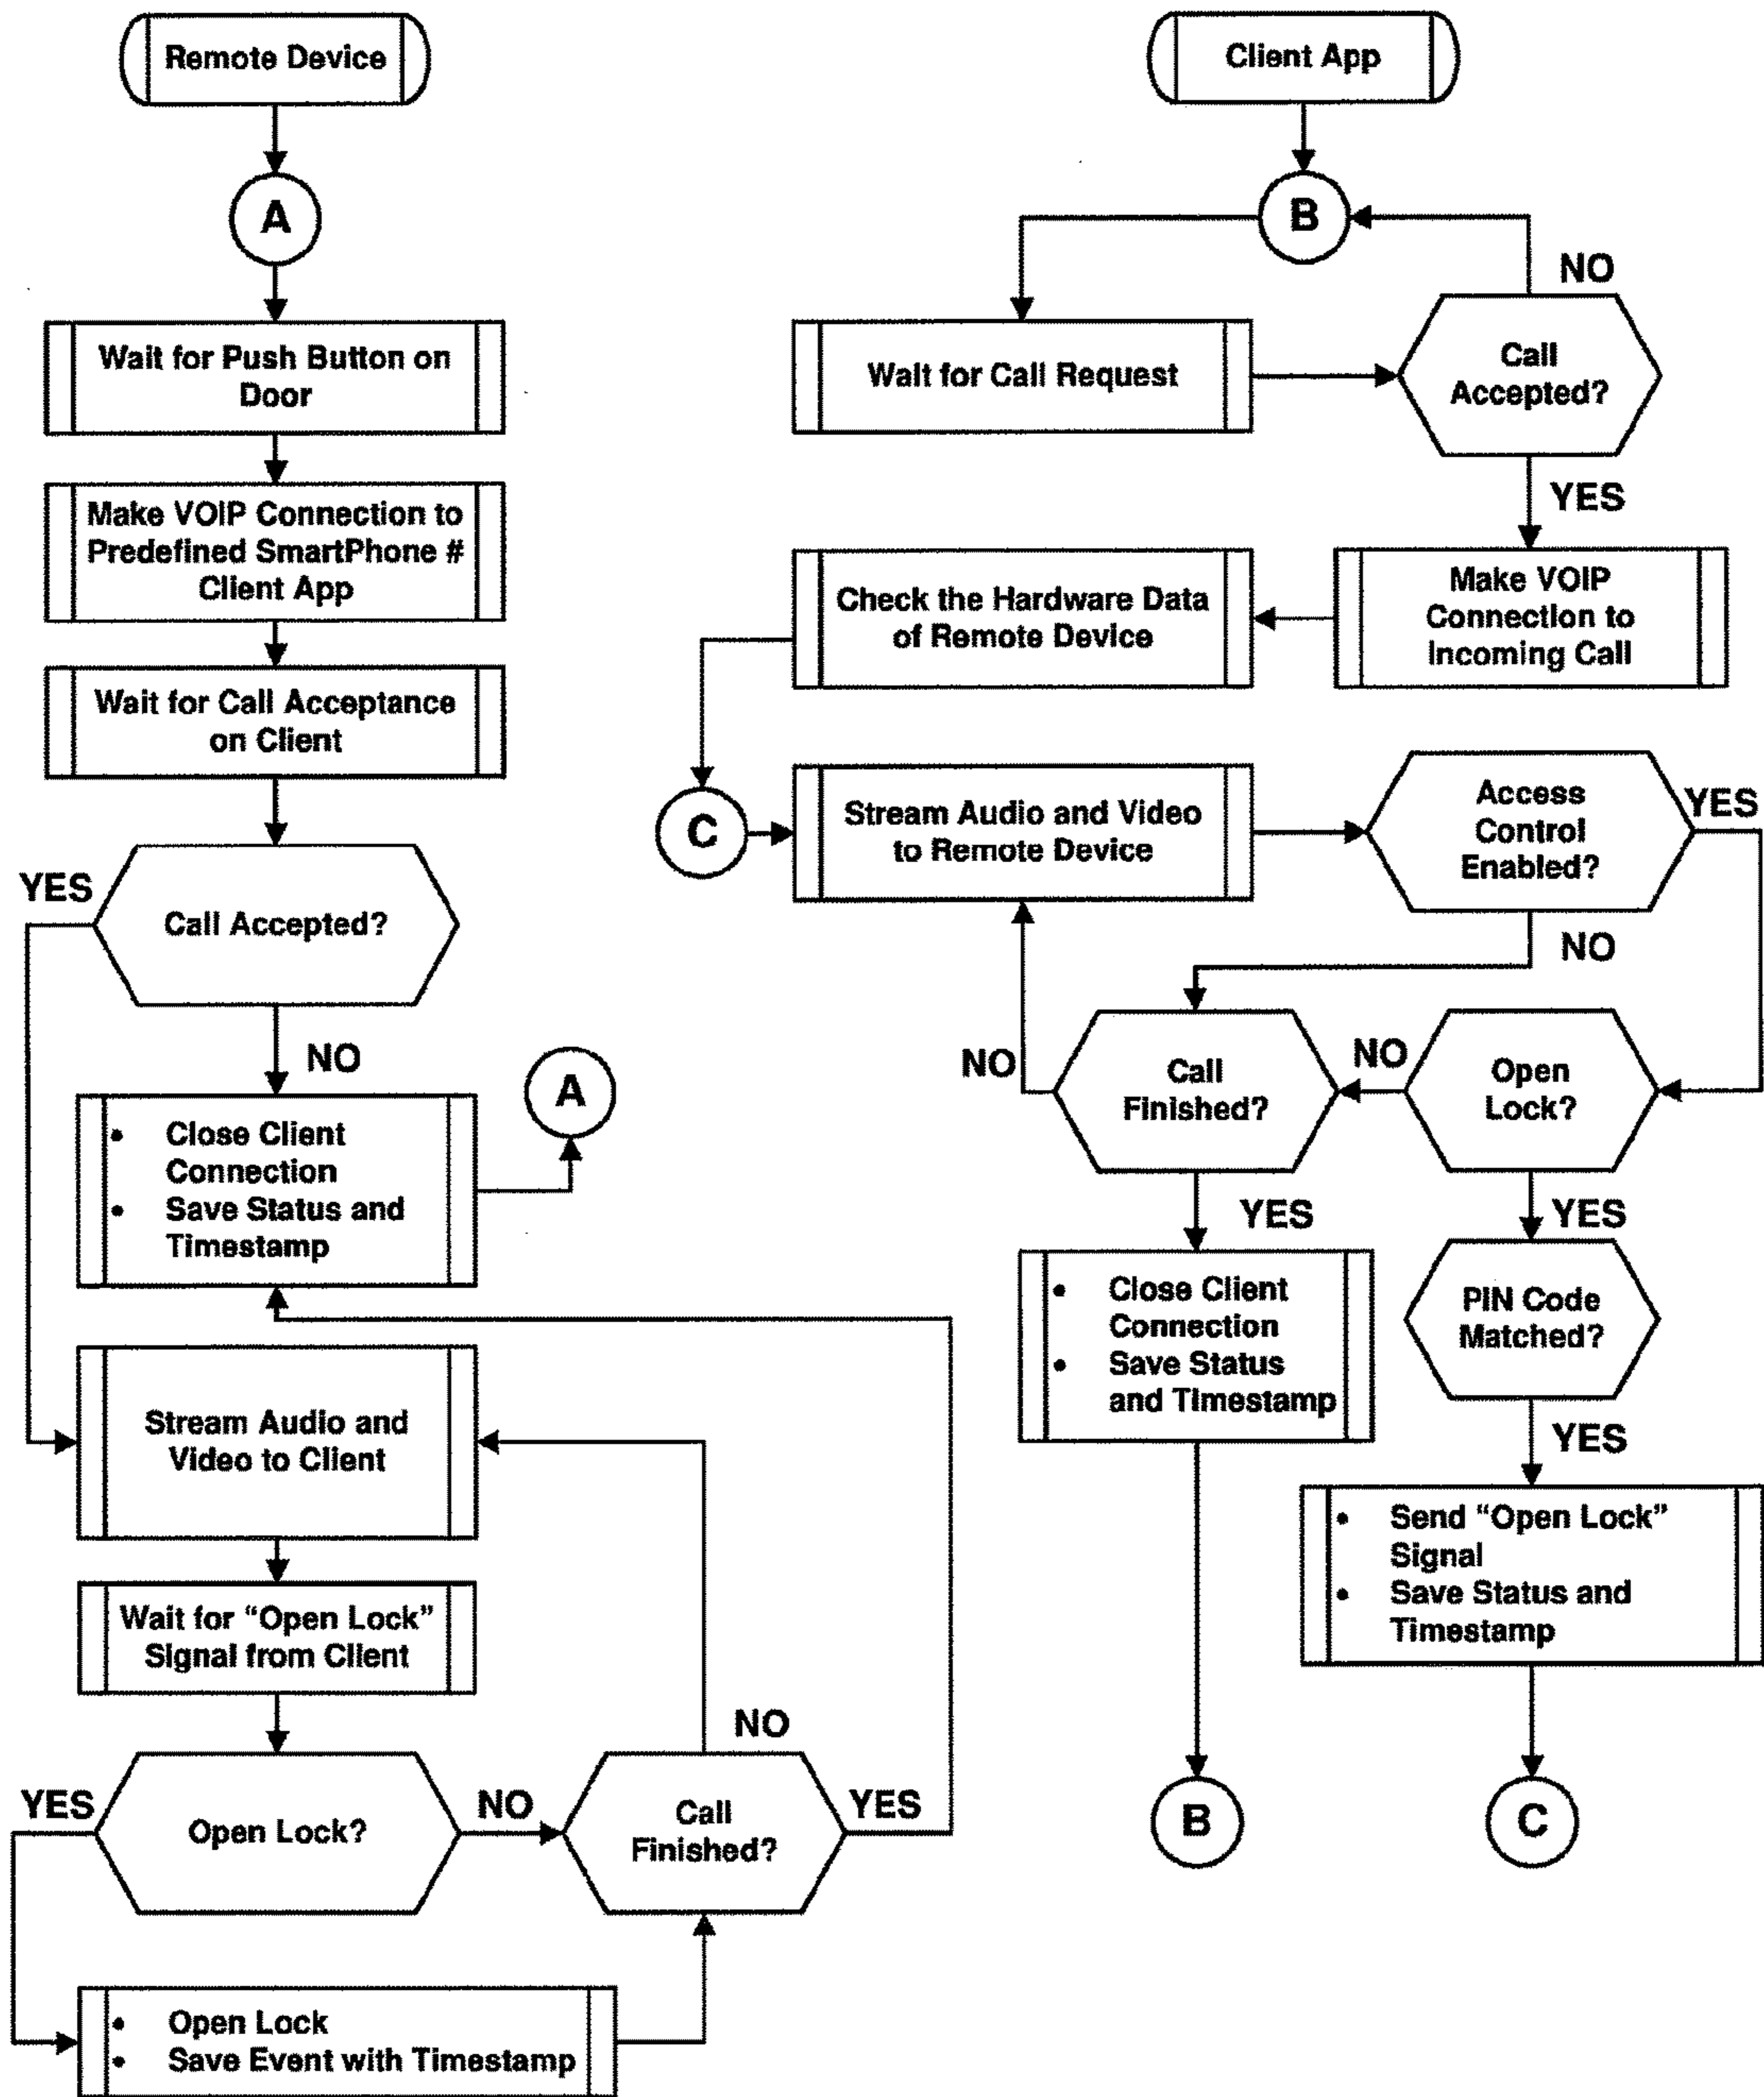 Remote Device
A
Wait for Push Button on
Door
Make VOIP Connection to
Predefined SmartPhone #
Client App
Wait for Call Acceptance
on Client
YES
Call Accepted?
NO
A
• Close Client
Connection
• Save Status and
Timestamp
Stream Audio and
Video to Client
Wait for “Open Lock”
Signal from Client
NO
YES
Open Lock?
NO
Call
Finished?
YES
• Open Lock
• Save Event with Timestamp
Client App
B
NO
Wait for Call Request
Call
Accepted?
YES
Make VOIP
Connection to
Incoming Call
Check the Hardware Data
of Remote Device
C
Stream Audio and Video
to Remote Device
Access
Control
Enabled?
YES
NO
NO
Call
Finished?
NO
Open
Lock?
YES
YES
• Close Client
Connection
• Save Status
and Timestamp
PIN Code
Matched?
YES
• Send “Open Lock”
Signal
• Save Status and
Timestamp
B
C